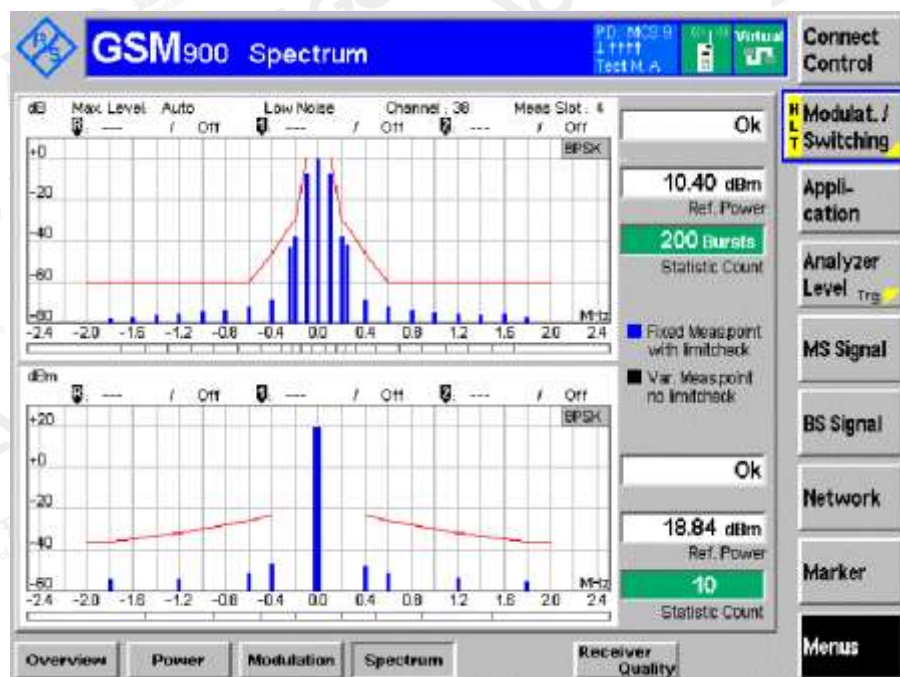 GSM900 Spectrum
PD: MCS 9
Test M. A
Virtual
Connect
Control
dB Max. Level: Auto Low Noise Channel : 38 Meas Slot : 4
--- / Off --- / Off --- / Off
BPSK
+0
-20
-40
-60
-80
MHz
-2.4 -2.0 -1.6 -1.2 -0.8 -0.4 0.0 0.4 0.8 1.2 1.6 2.0 2.4
Ok
10.40 dBm
Ref. Power
200 Bursts
Statistic Count
Fixed Measpoint
with limitcheck
Var. Measpoint
no limitcheck
dBm
--- / Off --- / Off --- / Off
BPSK
+20
+0
-20
-40
-60
MHz
-2.4 -2.0 -1.6 -1.2 -0.8 -0.4 0.0 0.4 0.8 1.2 1.6 2.0 2.4
Ok
18.84 dBm
Ref. Power
10
Statistic Count
HLT
Modulat. /
Switching
Appli-
cation
Analyzer
Level Trg
MS Signal
BS Signal
Network
Marker
Menus
Overview Power Modulation Spectrum Receiver
Quality